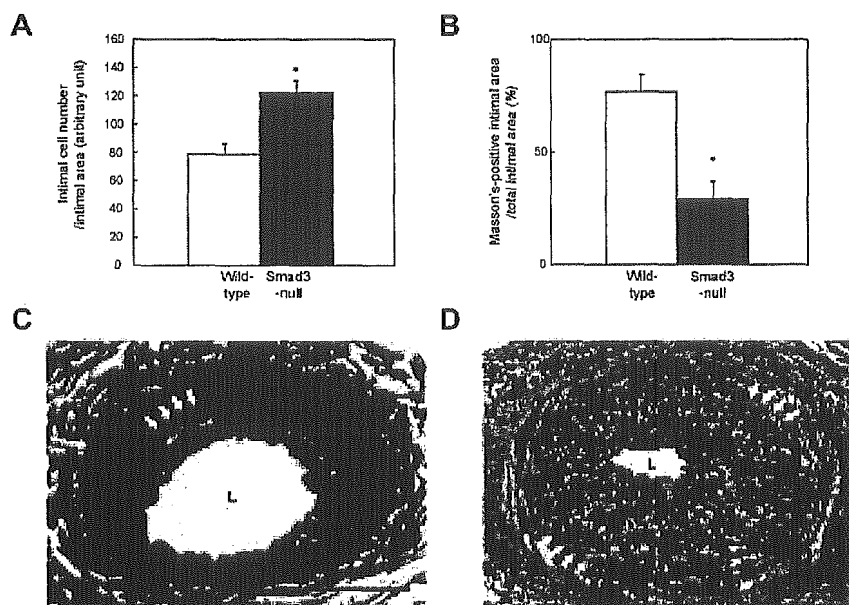 A
Intimal cell number
/intimal area (arbitrary unit)
160
140
120
100
80
60
40
20
0
*
Wild-
type
Smad3
-null
B
Masson's-positive intimal area
/total intimal area (%)
100
50
0
*
Wild-
type
Smad3
-null
C
L
D
L